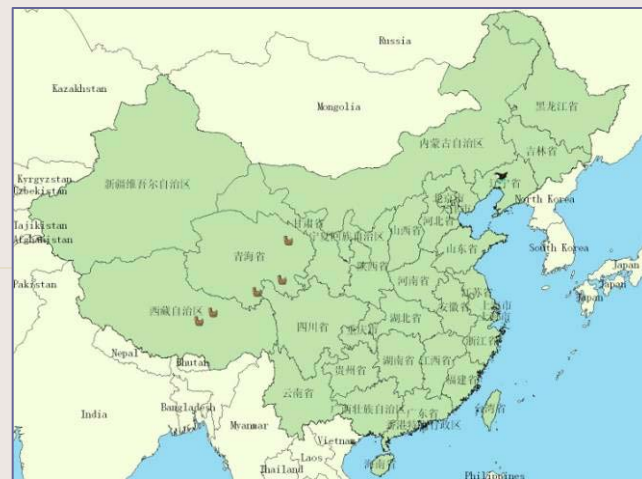 Russia
Kazakhstan
Mongolia
黑龙江省
吉林省
内蒙古自治区
新疆维吾尔自治区
Kyrgyzstan
Uzbekistan
Tajikistan
Afghanistan
Pakistan
North Korea
South Korea
Japan
Japan
Japan
甘肃省
宁夏回族自治区
山西省
河北省
山东省
青海省
陕西省
河南省
西藏自治区
四川省
重庆市
湖北省
安徽省
江苏省
浙江省
Nepal
Bhutan
贵州省
湖南省
江西省
福建省
云南省
India
Bangladesh
Myanmar
广西壮族自治区
广东省
台湾省
Vietnam
Laos
海南省
Thailand
Philippines